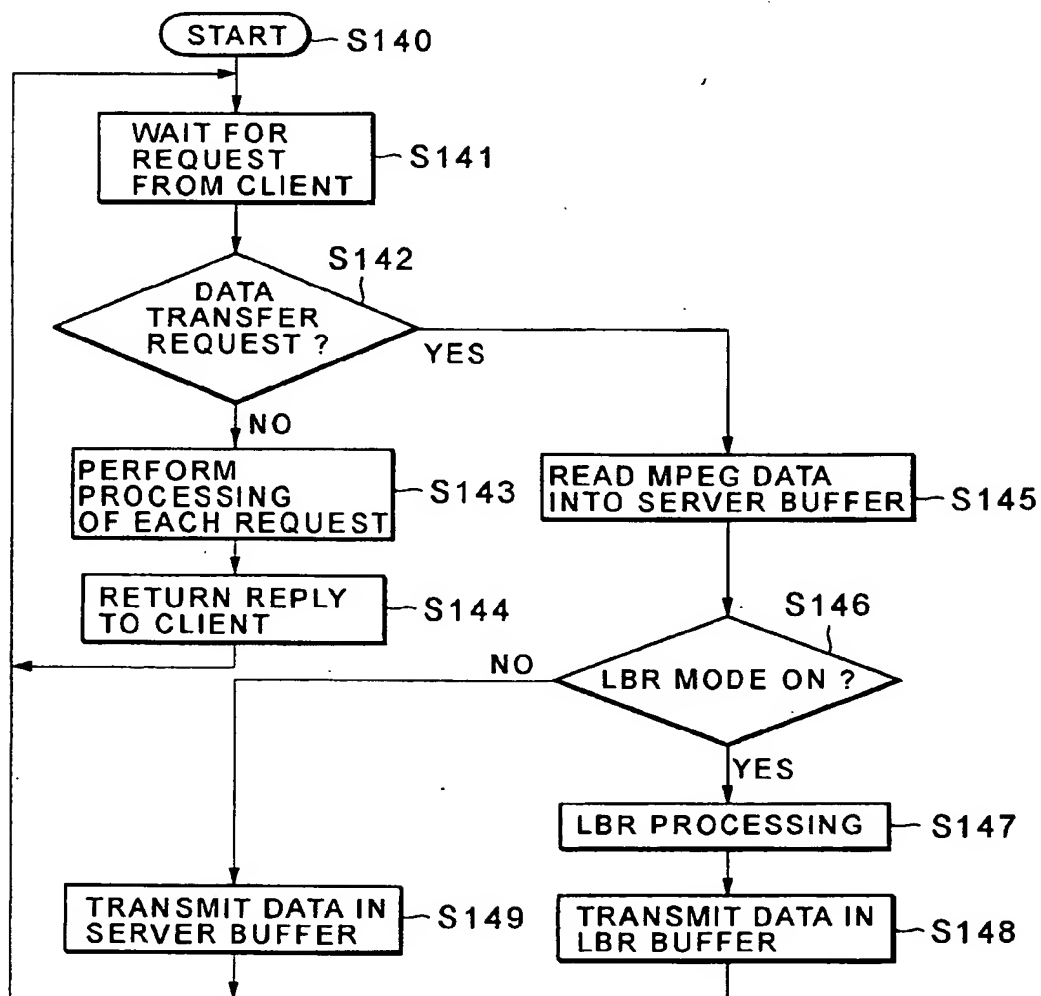 START
S140
WAIT FOR
REQUEST
FROM CLIENT
S141
S142
DATA
TRANSFER
REQUEST ?
YES
NO
PERFORM
PROCESSING
OF EACH REQUEST
S143
READ MPEG DATA
INTO SERVER BUFFER
S145
RETURN REPLY
TO CLIENT
S144
S146
NO
LBR MODE ON ?
YES
LBR PROCESSING
S147
TRANSMIT DATA IN
SERVER BUFFER
S149
TRANSMIT DATA IN
LBR BUFFER
S148